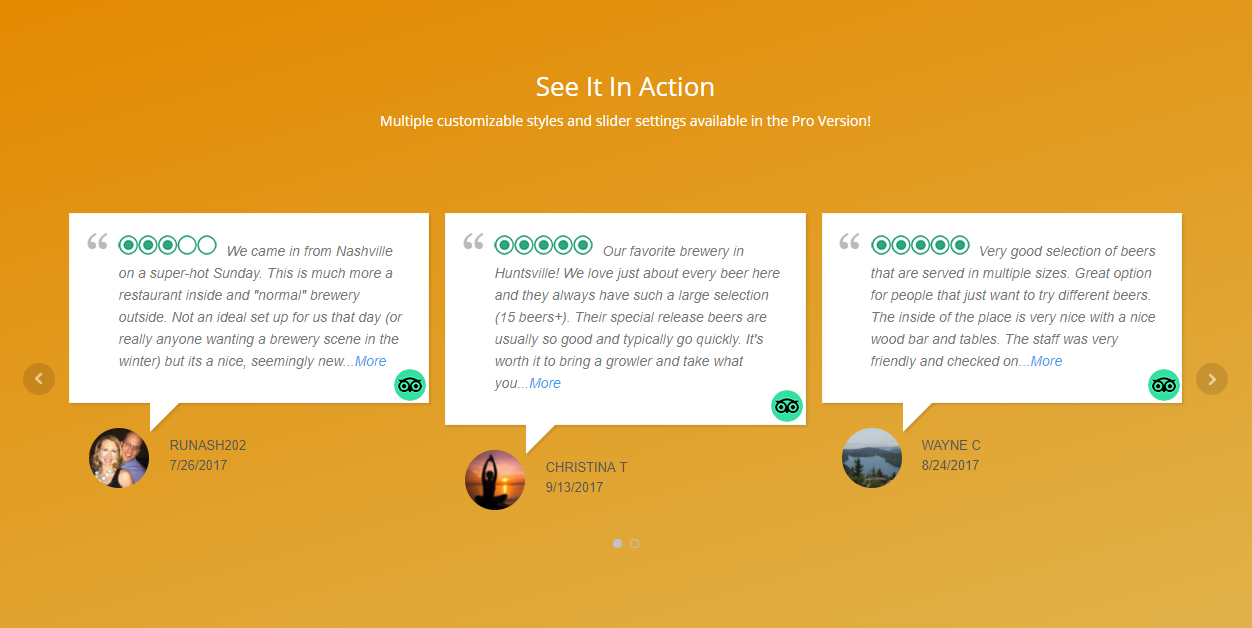 See It In Action
Multiple customizable styles and slider settings available in the Pro Version!
“ We came in from Nashville
on a super-hot Sunday. This is much more a
restaurant inside and "normal" brewery
outside. Not an ideal set up for us that day (or
really anyone wanting a brewery scene in the
winter) but its a nice, seemingly new...More
RUNASH202
7/26/2017
“ Our favorite brewery in
Huntsville! We love just about every beer here
and they always have such a large selection
(15 beers+). Their special release beers are
usually so good and typically go quickly. It's
worth it to bring a growler and take what
you...More
CHRISTINA T
9/13/2017
“ Very good selection of beers
that are served in multiple sizes. Great option
for people that just want to try different beers.
The inside of the place is very nice with a nice
wood bar and tables. The staff was very
friendly and checked on...More
WAYNE C
8/24/2017